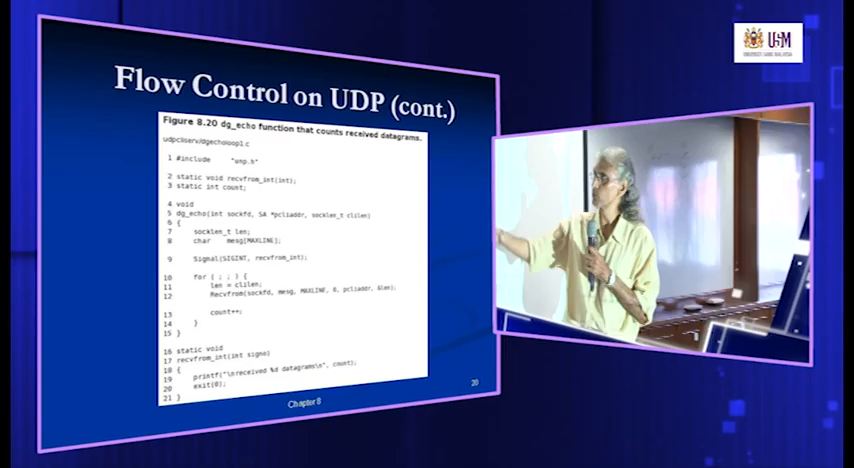 Flow Control on UDP (cont.)
Figure 8.20 dg_echo function that counts received datagrams.
udpcliserv/dgecholoop1.c
1 #include "unp.h"
2 static void recvfrom_int(int);
3 static int count;
4 void
5 dg_echo(int sockfd, SA *pcliaddr, socklen_t clilen)
6 {
7 socklen_t len;
8 char mesg[MAXLINE];
9 Signal(SIGINT, recvfrom_int);
10 for ( ; ; ) {
11 len = clilen;
12 Recvfrom(sockfd, mesg, MAXLINE, 0, pcliaddr, &len);
13 count++;
14 }
15 }
16 static void
17 recvfrom_int(int signo)
18 {
19 printf("\nreceived %d datagrams\n", count);
20 exit(0);
21 }
Chapter 8
20
USM
UNIVERSITI SAINS MALAYSIA